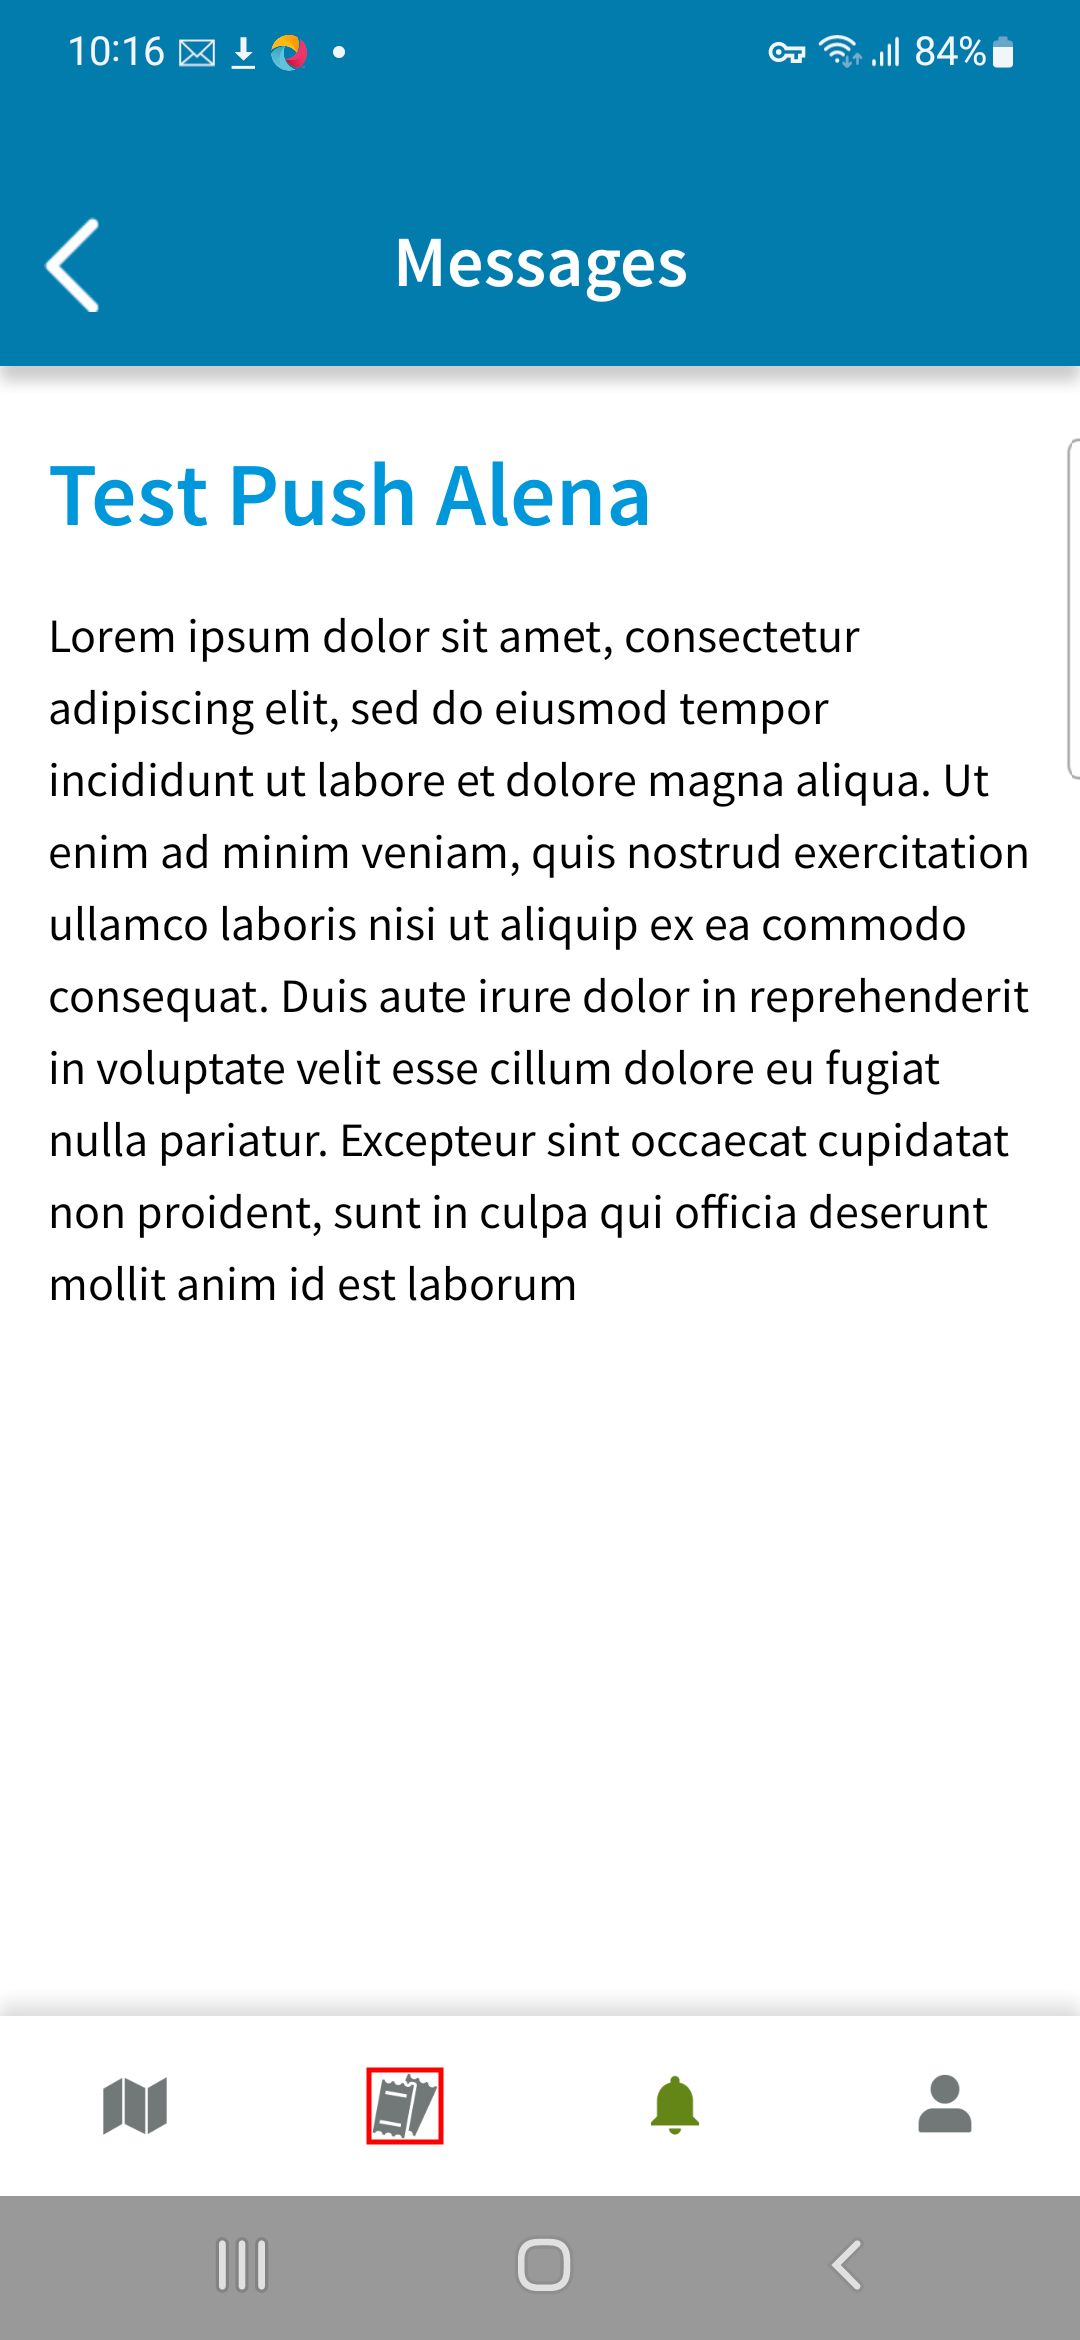 10:16
84%
Messages
Test Push Alena
Lorem ipsum dolor sit amet, consectetur
adipiscing elit, sed do eiusmod tempor
incididunt ut labore et dolore magna aliqua. Ut
enim ad minim veniam, quis nostrud exercitation
ullamco laboris nisi ut aliquip ex ea commodo
consequat. Duis aute irure dolor in reprehenderit
in voluptate velit esse cillum dolore eu fugiat
nulla pariatur. Excepteur sint occaecat cupidatat
non proident, sunt in culpa qui officia deserunt
mollit anim id est laborum